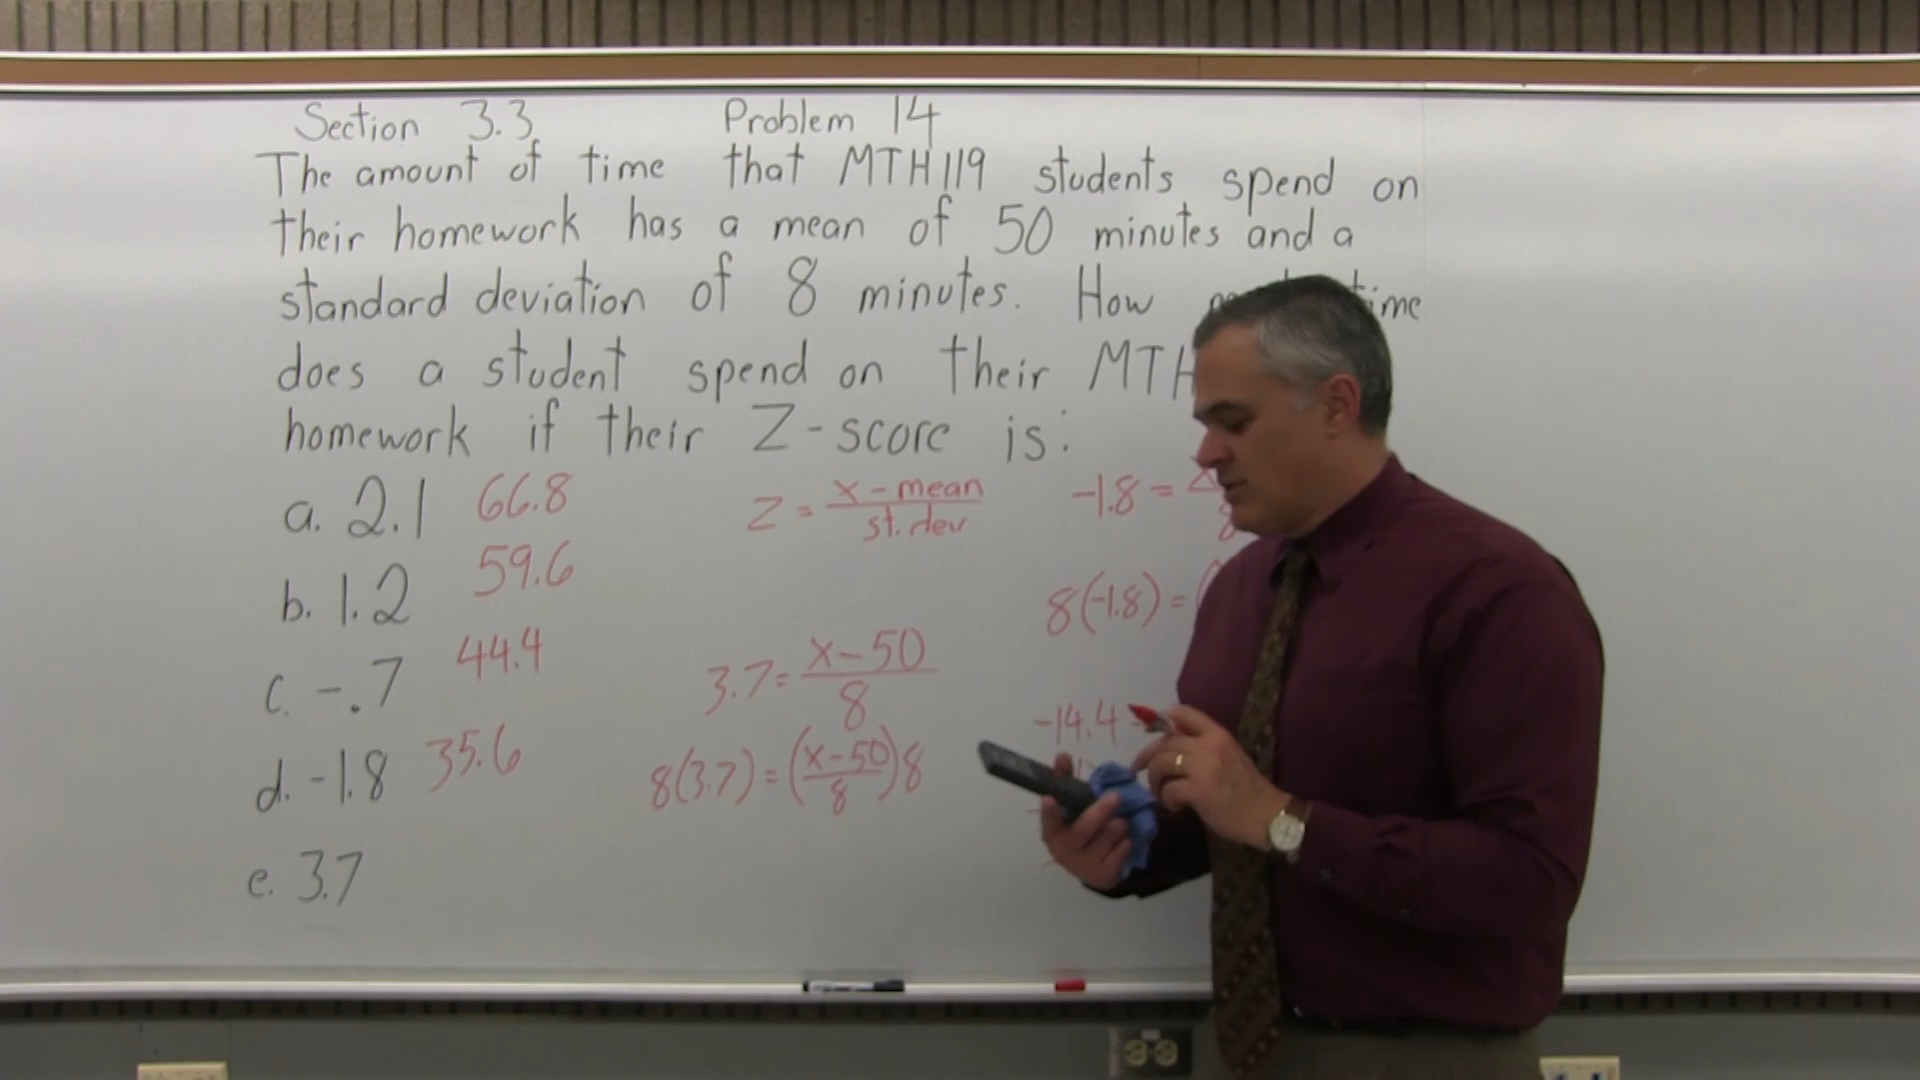 Section 3.3 Problem 14
The amount of time that MTH119 students spend on
their homework has a mean of 50 minutes and a
standard deviation of 8 minutes. How
does a student spend on their MTH
homework if their Z-score is:
a. 2.1 66.8
b. 1.2 59.6
c. -.7 44.4
d. -1.8 35.6
e. 3.7
Z = x - mean / st. dev
3.7 = x - 50 / 8
8(3.7) = (x - 50 / 8)8
-1.8 =
8(-1.8) = (
-14.4